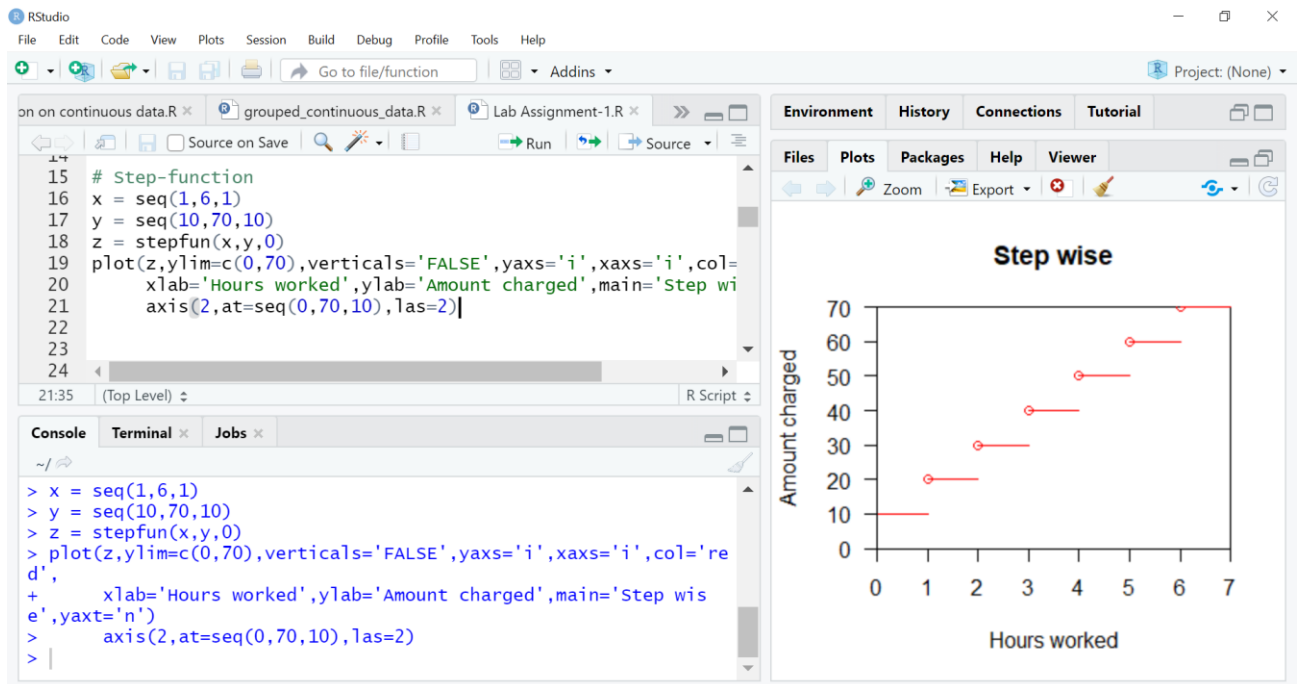 RStudio
File Edit Code View Plots Session Build Debug Profile Tools Help
Go to file/function Addins Project: (None)
on on continuous data.R grouped_continuous_data.R Lab Assignment-1.R
Source on Save Run Source
14
15 # Step-function
16 x = seq(1,6,1)
17 y = seq(10,70,10)
18 z = stepfun(x,y,0)
19 plot(z,ylim=c(0,70),verticals='FALSE',yaxs='i',xaxs='i',col=
20 xlab='Hours worked',ylab='Amount charged',main='Step wi
21 axis(2,at=seq(0,70,10),las=2)
22
23
24
21:35 (Top Level) R Script
Console Terminal Jobs
~/
> x = seq(1,6,1)
> y = seq(10,70,10)
> z = stepfun(x,y,0)
> plot(z,ylim=c(0,70),verticals='FALSE',yaxs='i',xaxs='i',col='re
d',
+ xlab='Hours worked',ylab='Amount charged',main='Step wis
e',yaxt='n')
> axis(2,at=seq(0,70,10),las=2)
>
Environment History Connections Tutorial
Files Plots Packages Help Viewer
Zoom Export
Step wise
Amount charged
70
60
50
40
30
20
10
0
0 1 2 3 4 5 6 7
Hours worked